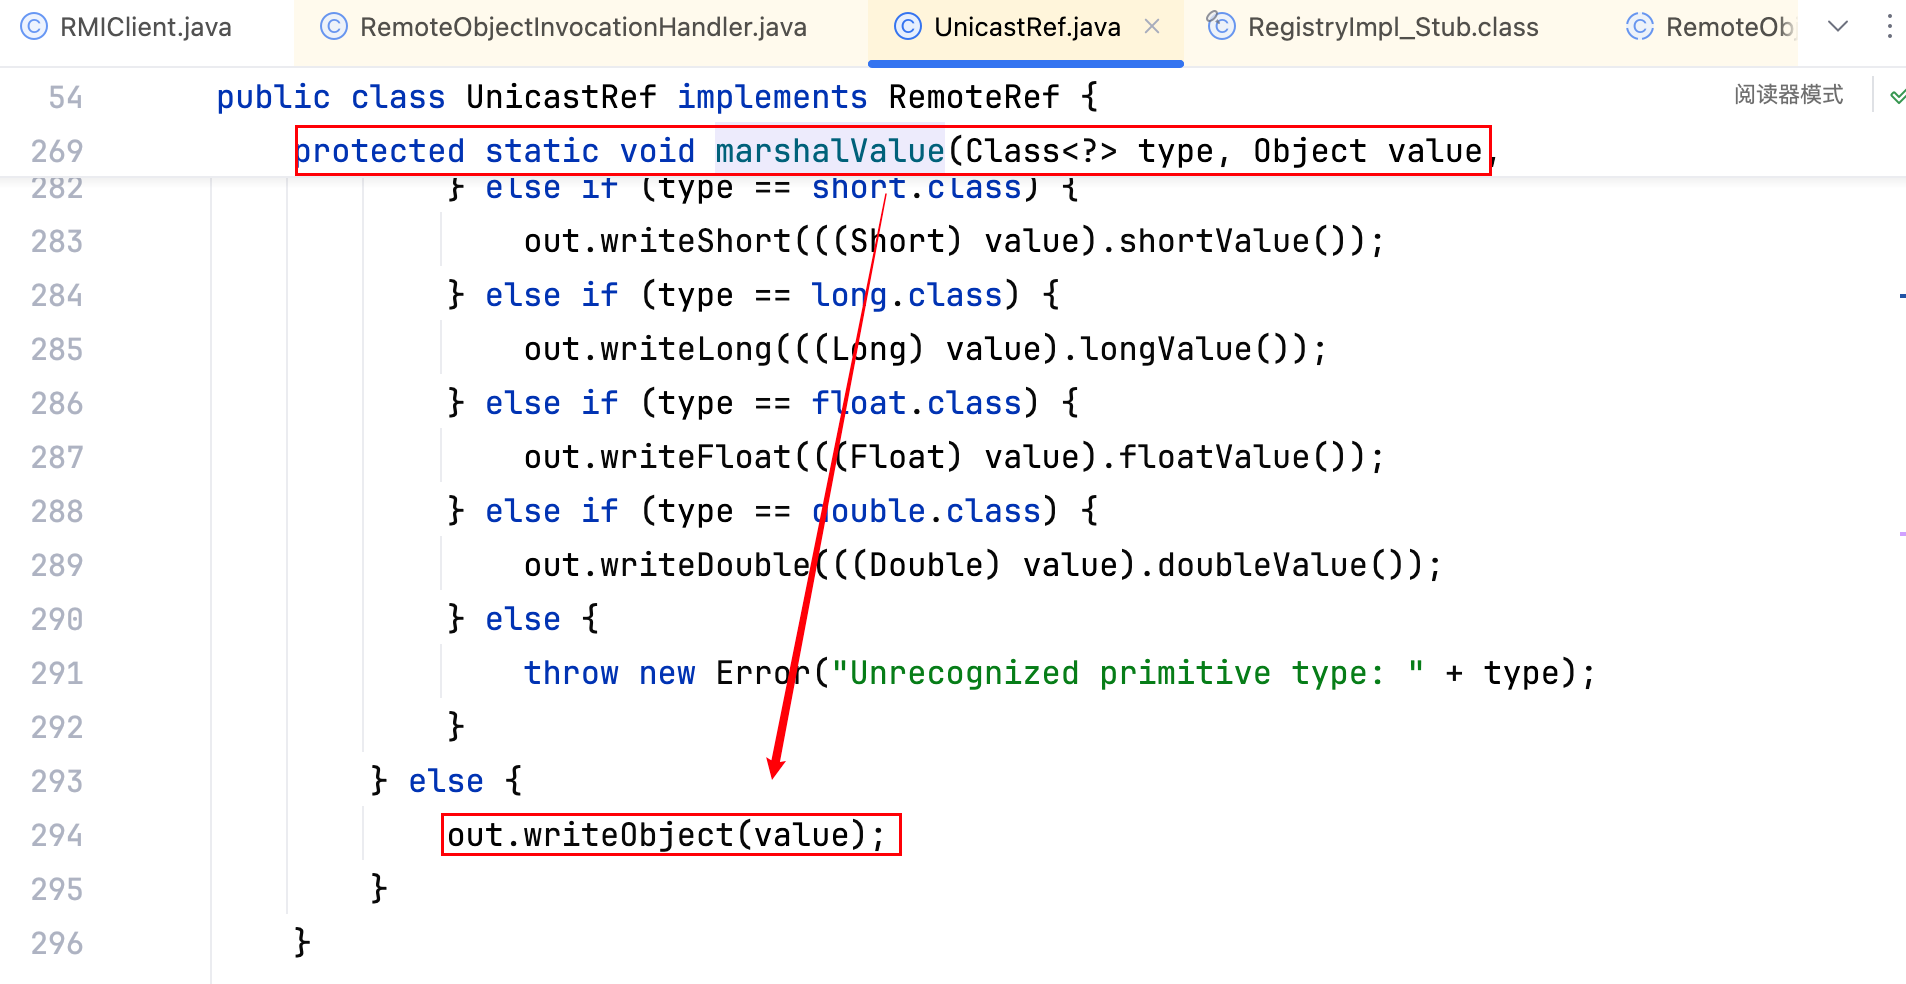 RMIClient.java RemoteObjectInvocationHandler.java UnicastRef.java RegistryImpl_Stub.class RemoteObj
54 public class UnicastRef implements RemoteRef { 阅读器模式
269 protected static void marshalValue(Class<?> type, Object value,
282 } else if (type == short.class) {
283 out.writeShort(((Short) value).shortValue());
284 } else if (type == long.class) {
285 out.writeLong(((Long) value).longValue());
286 } else if (type == float.class) {
287 out.writeFloat(((Float) value).floatValue());
288 } else if (type == double.class) {
289 out.writeDouble(((Double) value).doubleValue());
290 } else {
291 throw new Error("Unrecognized primitive type: " + type);
292 }
293 } else {
294 out.writeObject(value);
295 }
296 }